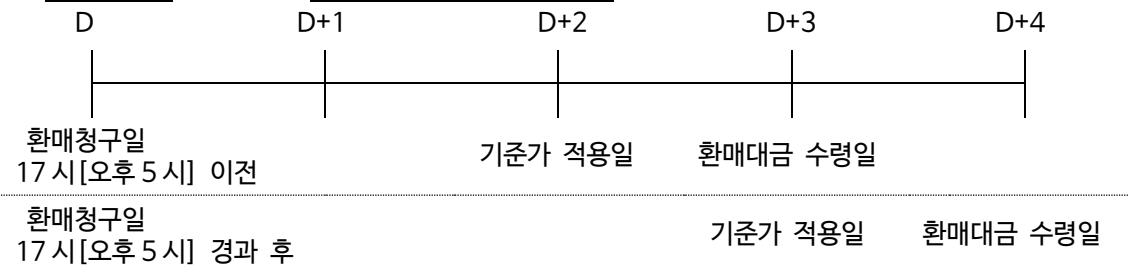 D D+1 D+2 D+3 D+4
환매청구일
17시[오후5시] 이전
기준가 적용일 환매대금 수령일
환매청구일
17시[오후5시] 경과 후
기준가 적용일 환매대금 수령일